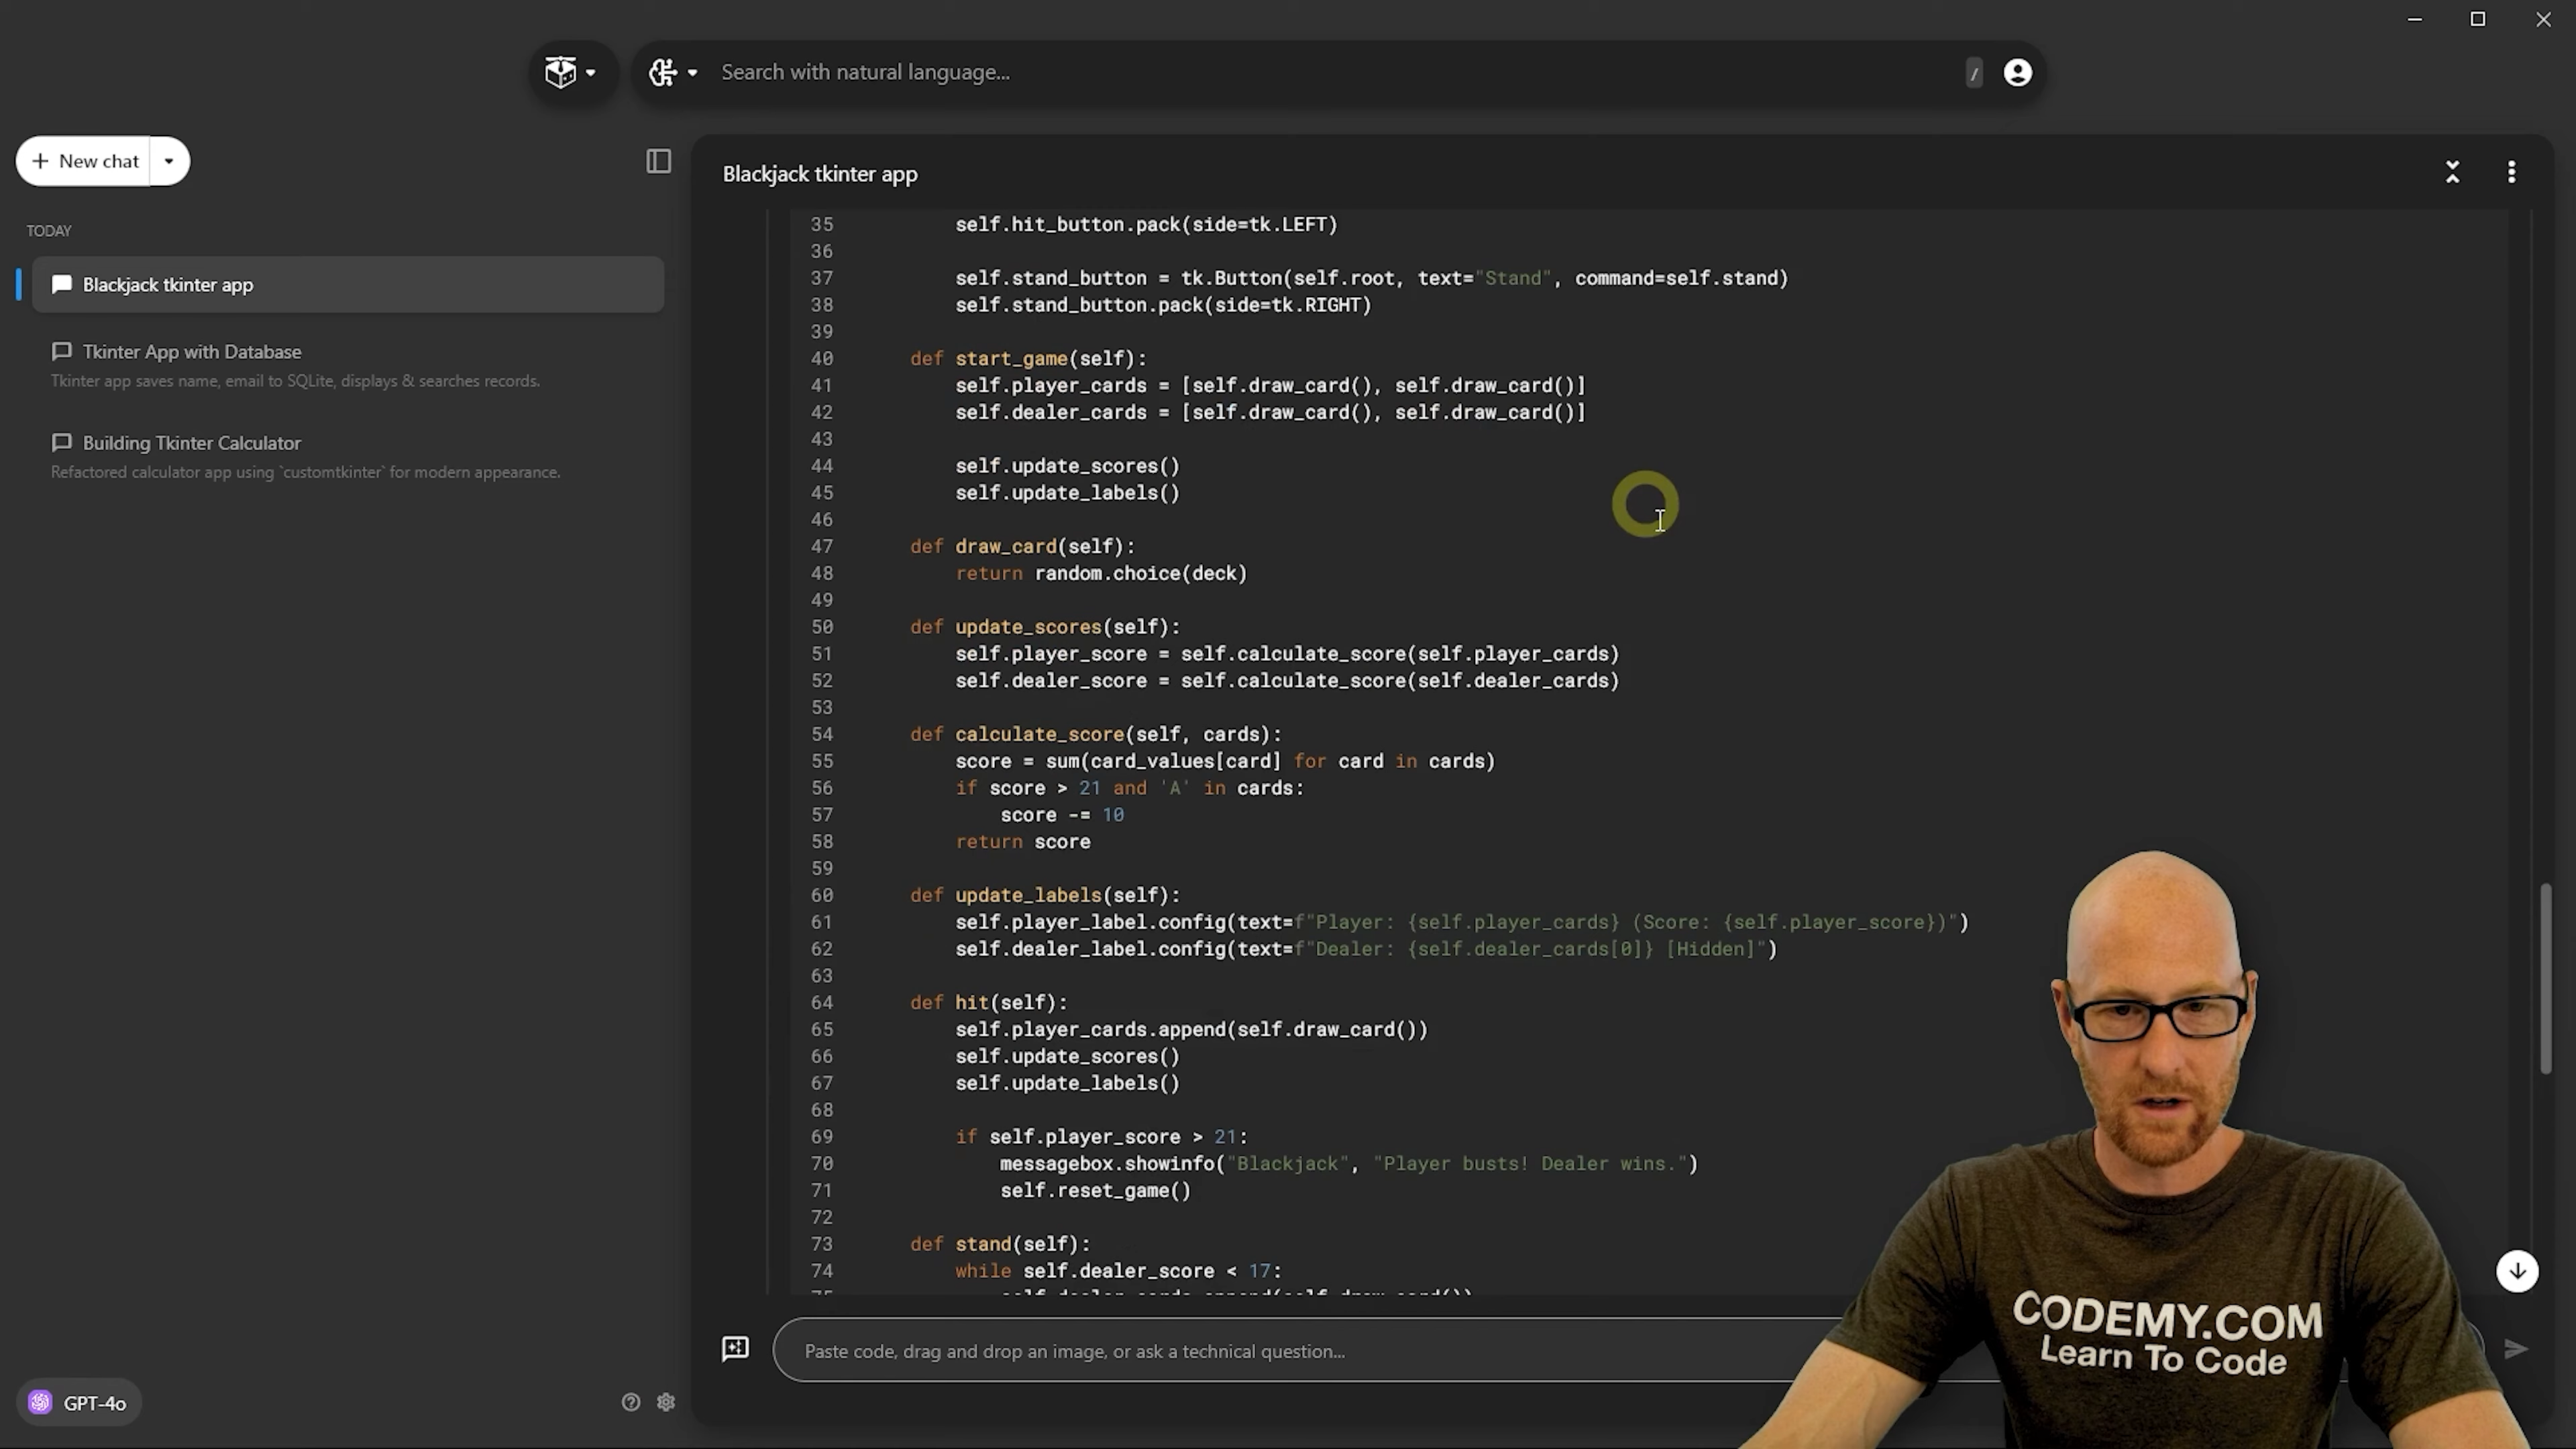 Search with natural language...
/
New chat
TODAY
Blackjack tkinter app
Tkinter App with Database
Tkinter app saves name, email to SQLite, displays & searches records.
Building Tkinter Calculator
Refactored calculator app using `customtkinter` for modern appearance.
GPT-4o
Blackjack tkinter app
35 self.hit_button.pack(side=tk.LEFT)
36
37 self.stand_button = tk.Button(self.root, text="Stand", command=self.stand)
38 self.stand_button.pack(side=tk.RIGHT)
39
40 def start_game(self):
41 self.player_cards = [self.draw_card(), self.draw_card()]
42 self.dealer_cards = [self.draw_card(), self.draw_card()]
43
44 self.update_scores()
45 self.update_labels()
46
47 def draw_card(self):
48 return random.choice(deck)
49
50 def update_scores(self):
51 self.player_score = self.calculate_score(self.player_cards)
52 self.dealer_score = self.calculate_score(self.dealer_cards)
53
54 def calculate_score(self, cards):
55 score = sum(card_values[card] for card in cards)
56 if score > 21 and 'A' in cards:
57 score -= 10
58 return score
59
60 def update_labels(self):
61 self.player_label.config(text=f"Player: {self.player_cards} (Score: {self.player_score})")
62 self.dealer_label.config(text=f"Dealer: {self.dealer_cards[0]} [Hidden]")
63
64 def hit(self):
65 self.player_cards.append(self.draw_card())
66 self.update_scores()
67 self.update_labels()
68
69 if self.player_score > 21:
70 messagebox.showinfo("Blackjack", "Player busts! Dealer wins.")
71 self.reset_game()
72
73 def stand(self):
74 while self.dealer_score < 17:
75 self.dealer_cards.append(self.draw_card())
Paste code, drag and drop an image, or ask a technical question...
CODEMY.COM
Learn To Code